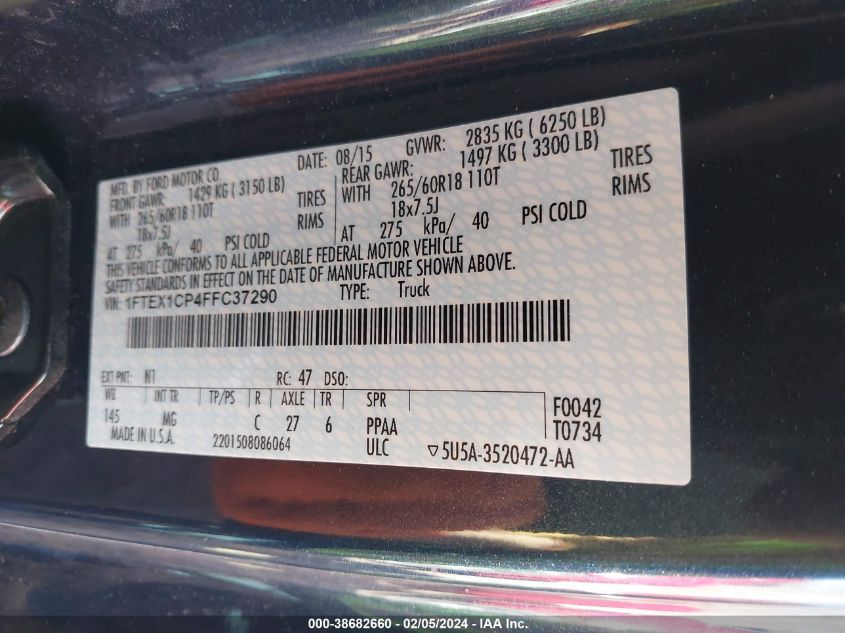 MFD. BY FORD MOTOR CO. DATE: 08/15 GVWR: 2835 KG ( 6250 LB)
FRONT GAWR: 1429 KG ( 3150 LB) REAR GAWR: 1497 KG ( 3300 LB)
WITH 265/60R18 110T TIRES WITH 265/60R18 110T TIRES
18x7.5J RIMS 18x7.5J RIMS
AT 275 kPa/ 40 PSI COLD AT 275 kPa/ 40 PSI COLD
THIS VEHICLE CONFORMS TO ALL APPLICABLE FEDERAL MOTOR VEHICLE
SAFETY STANDARDS IN EFFECT ON THE DATE OF MANUFACTURE SHOWN ABOVE.
VIN: 1FTEX1CP4FFC37290 TYPE: Truck
EXT PNT: N1 RC: 47 DSO:
WB INT TR TP/PS R AXLE TR SPR
145 MG C 27 6 PPAA F0042
MADE IN U.S.A. 2201508086064 ULC T0734
▽5U5A-3520472-AA
000-38682660 - 02/05/2024 - IAA Inc.